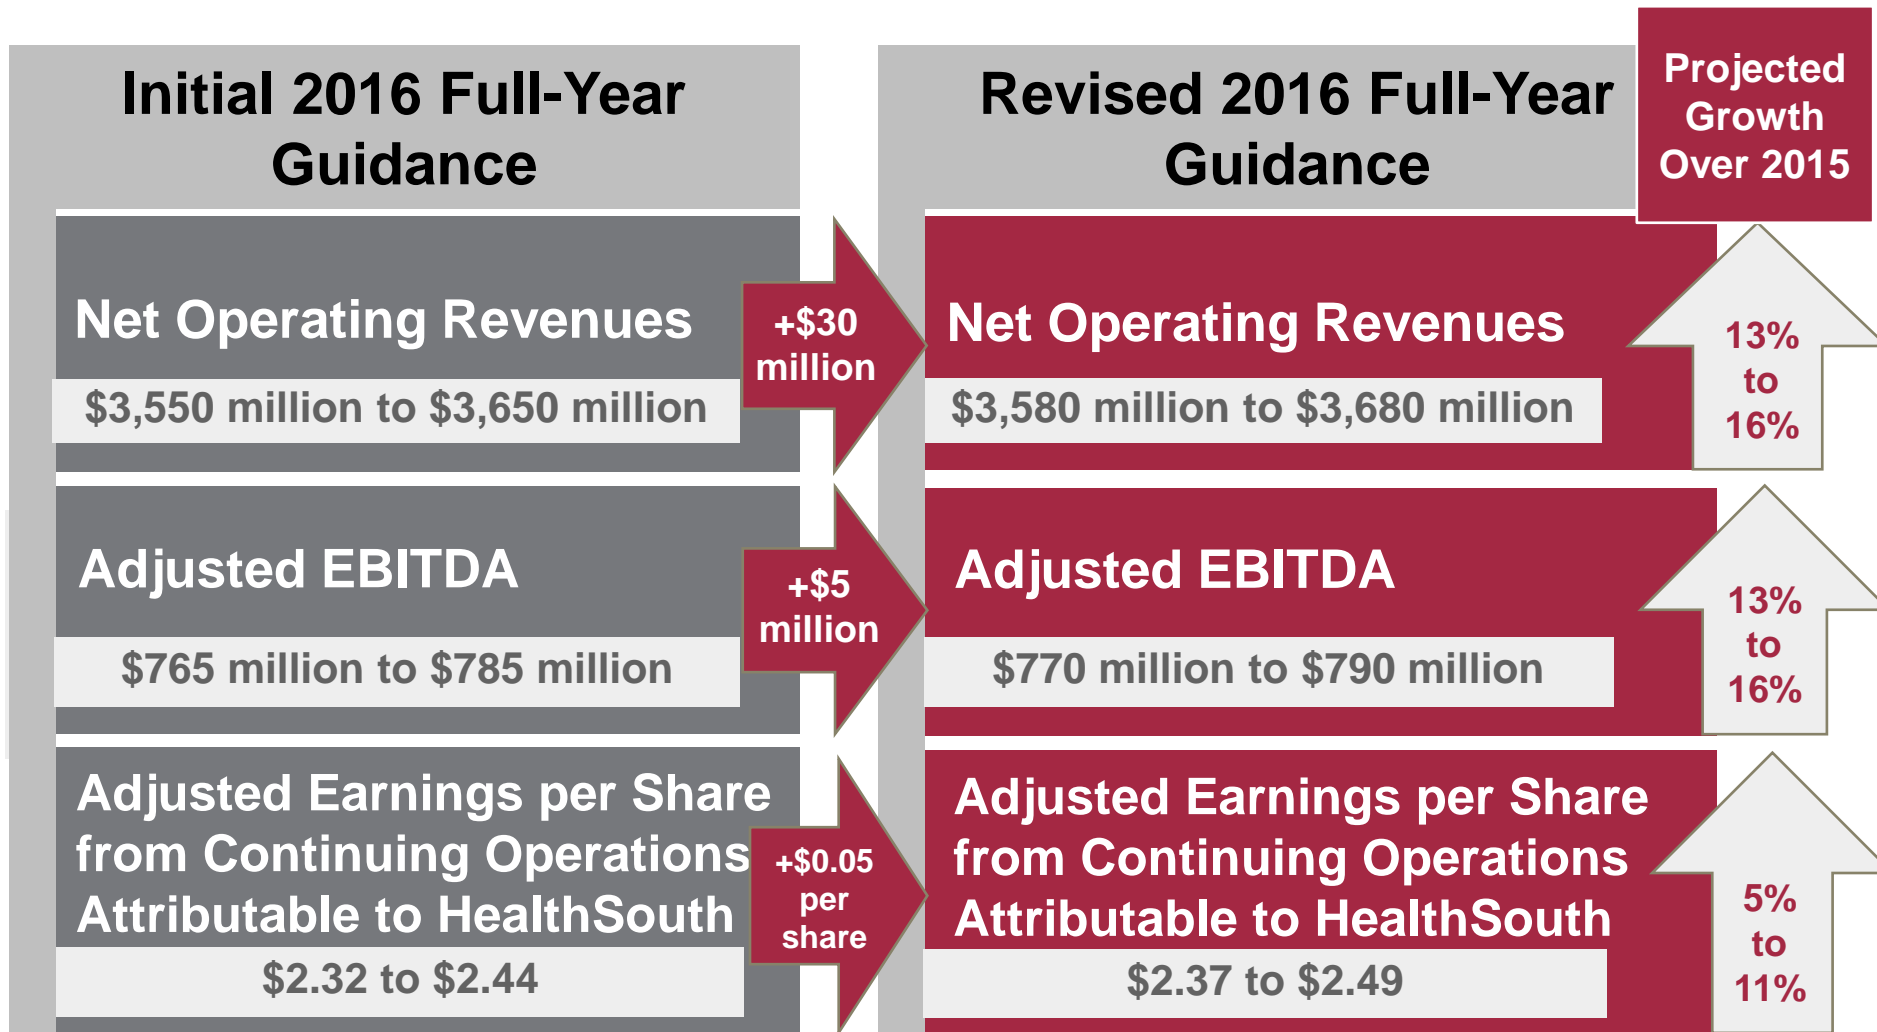 Initial 2016 Full-Year
Guidance
Revised 2016 Full-Year
Guidance
Projected
Growth
Over 2015
Net Operating Revenues
$3,550 million to $3,650 million
+$30
million
Net Operating Revenues
$3,580 million to $3,680 million
13%
to
16%
Adjusted EBITDA
$765 million to $785 million
+$5
million
Adjusted EBITDA
$770 million to $790 million
13%
to
16%
Adjusted Earnings per Share
from Continuing Operations
Attributable to HealthSouth
$2.32 to $2.44
+$0.05
per
share
Adjusted Earnings per Share
from Continuing Operations
Attributable to HealthSouth
$2.37 to $2.49
5%
to
11%